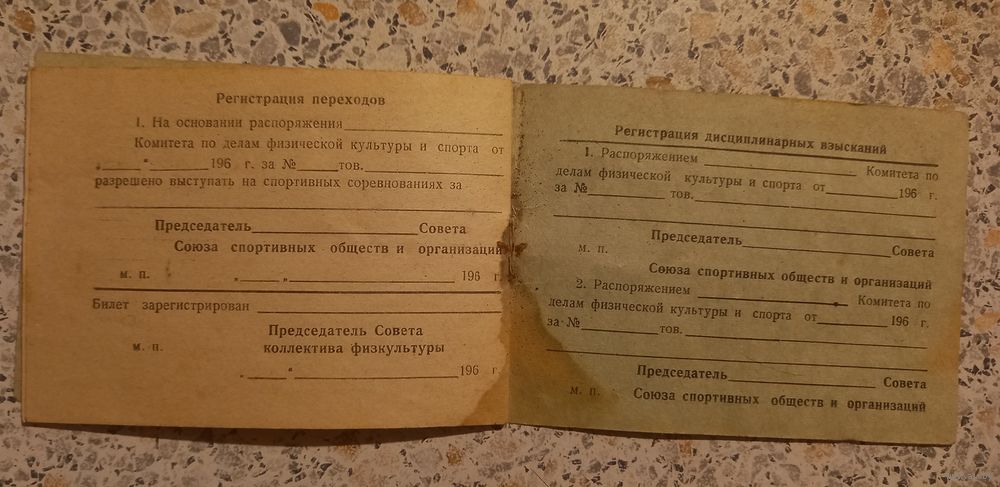 Регистрация переходов
1. На основании распоряжения
Комитета по делам физической культуры и спорта от
„ “ 196 г. за № тов.
разрешено выступать на спортивных соревнованиях за
Председатель Совета
Союза спортивных обществ и организаций
м. п. „ „ 196 г.
Билет зарегистрирован
Председатель Совета
м. п. коллектива физкультуры
„ “ 196 г.
Регистрация дисциплинарных взысканий
1. Распоряжением Комитета по
делам физической культуры и спорта от 196 г.
за № тов.
Председатель Совета
м. п.
Союза спортивных обществ и организаций
2. Распоряжением Комитета по
делам физической культуры и спорта от 196 г.
за № тов.
Председатель Совета
м. п. Союза спортивных обществ и организаций